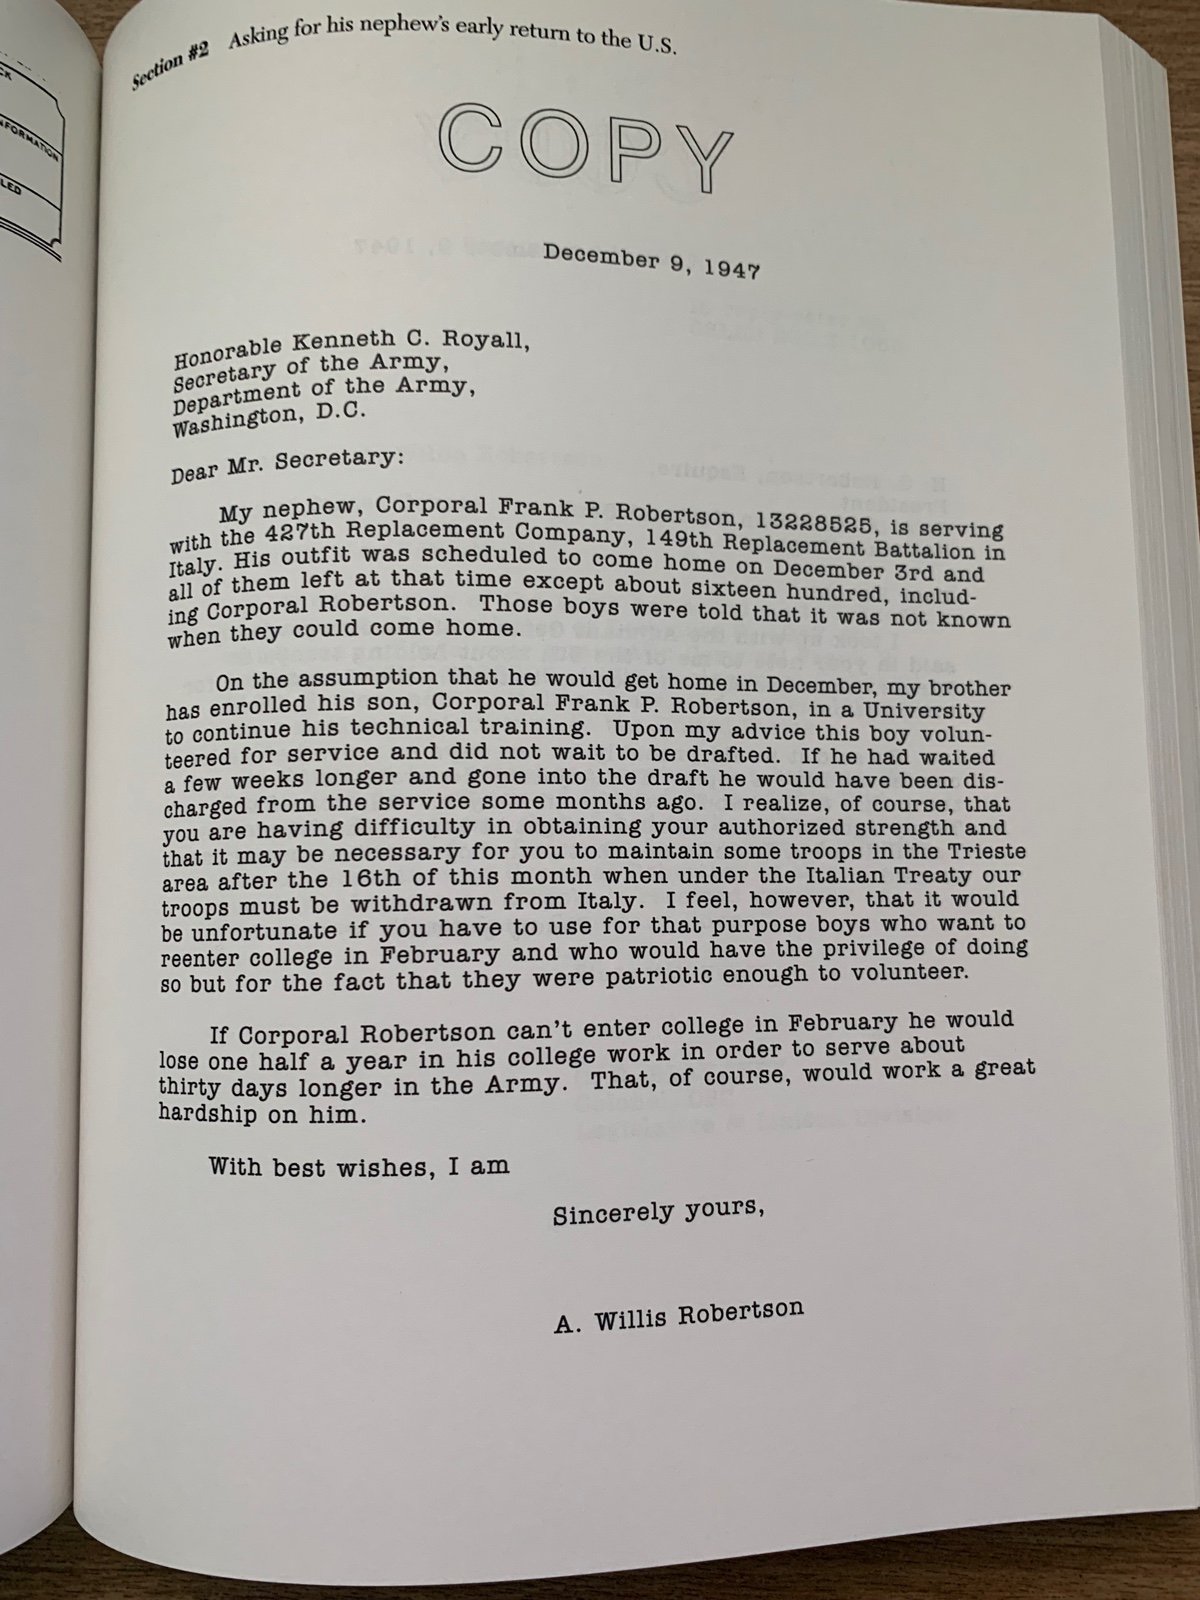 CK
NFORMATION
LED
Section #2 Asking for his nephew's early return to the U.S.
COPY
December 9, 1947
Honorable Kenneth C. Royall,
Secretary of the Army,
Department of the Army,
Washington, D.C.
Dear Mr. Secretary:
My nephew, Corporal Frank P. Robertson, 13228525, is serving
with the 427th Replacement Company, 149th Replacement Battalion in
Italy. His outfit was scheduled to come home on December 3rd and
all of them left at that time except about sixteen hundred, includ-
ing Corporal Robertson. Those boys were told that it was not known
when they could come home.
On the assumption that he would get home in December, my brother
has enrolled his son, Corporal Frank P. Robertson, in a University
to continue his technical training. Upon my advice this boy volun-
teered for service and did not wait to be drafted. If he had waited
a few weeks longer and gone into the draft he would have been dis-
charged from the service some months ago. I realize, of course, that
you are having difficulty in obtaining your authorized strength and
that it may be necessary for you to maintain some troops in the Trieste
area after the 16th of this month when under the Italian Treaty our
troops must be withdrawn from Italy. I feel, however, that it would
be unfortunate if you have to use for that purpose boys who want to
reenter college in February and who would have the privilege of doing
so but for the fact that they were patriotic enough to volunteer.
If Corporal Robertson can't enter college in February he would
lose one half a year in his college work in order to serve about
thirty days longer in the Army. That, of course, would work a great
hardship on him.
With best wishes, I am
Sincerely yours,
A. Willis Robertson